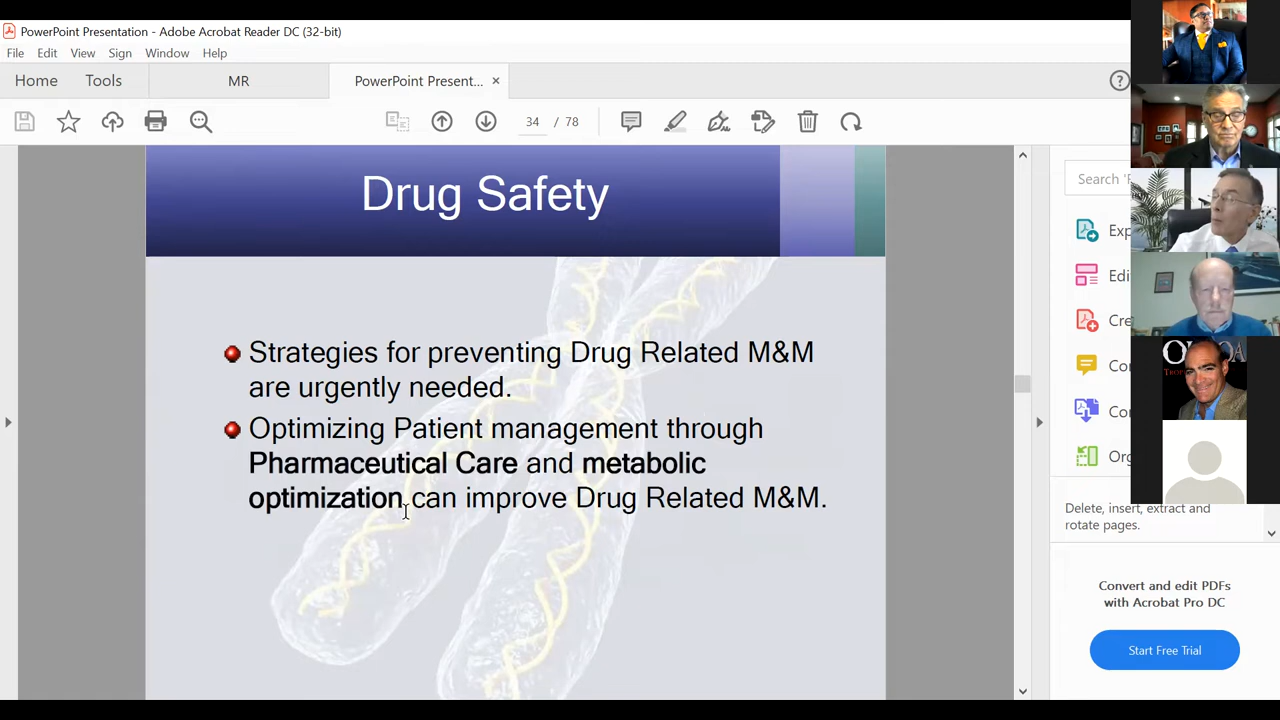 PowerPoint Presentation - Adobe Acrobat Reader DC (32-bit)
File Edit View Sign Window Help
Home Tools MR PowerPoint Present... ×
34 / 78
Drug Safety
Search
Strategies for preventing Drug Related M&M
are urgently needed.
Optimizing Patient management through
Pharmaceutical Care and metabolic
optimization can improve Drug Related M&M.
Exp
Edi
Cre
Co
Co
Org
Delete, insert, extract and
rotate pages.
Convert and edit PDFs
with Acrobat Pro DC
Start Free Trial